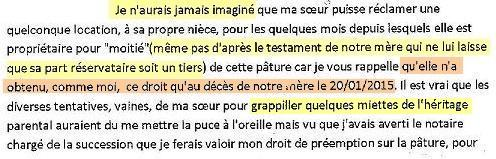 Je n'aurais jamais imaginé que ma sœur puisse réclamer une
quelconque location, à sa propre nièce, pour les quelques mois depuis lesquels elle est
propriétaire pour "moitié"(même pas d'après le testament de notre mère qui ne lui laisse
que sa part réservataire soit un tiers) de cette pâture car je vous rappelle qu'elle n'a
obtenu, comme moi, ce droit qu'au décès de notre mère le 20/01/2015. Il est vrai que les
diverses tentatives, vaines, de ma sœur pour grappiller quelques miettes de l'héritage
parental auraient du me mettre la puce à l'oreille mais vu que j'avais averti le notaire
chargé de la succession que je ferais valoir mon droit de préemption sur la pâture, pour